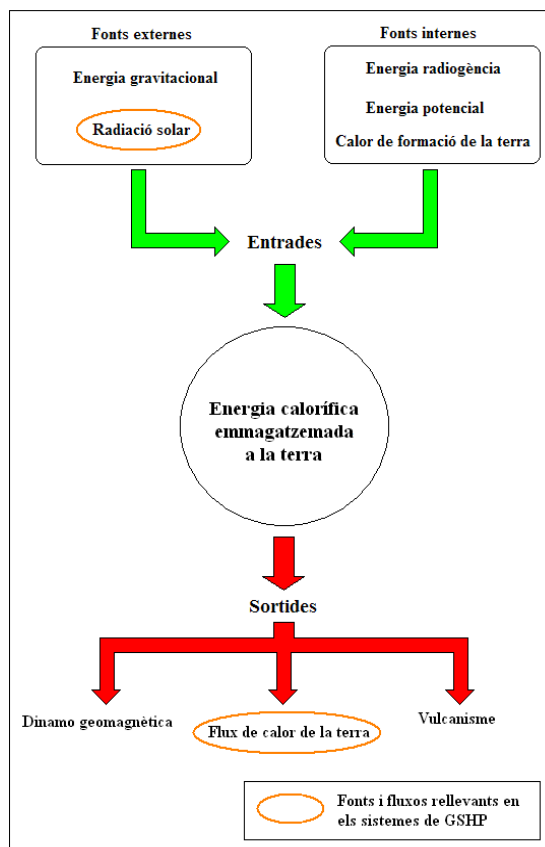 Fonts externes
Energia gravitacional
Radiació solar
Fonts internes
Energia radiogència
Energia potencial
Calor de formació de la terra
Entrades
Energia calorífica
emmagatzemada
a la terra
Sortides
Dinamo geomagnètica
Flux de calor de la terra
Vulcanisme
Fonts i fluxos rellevants en
els sistemes de GSHP